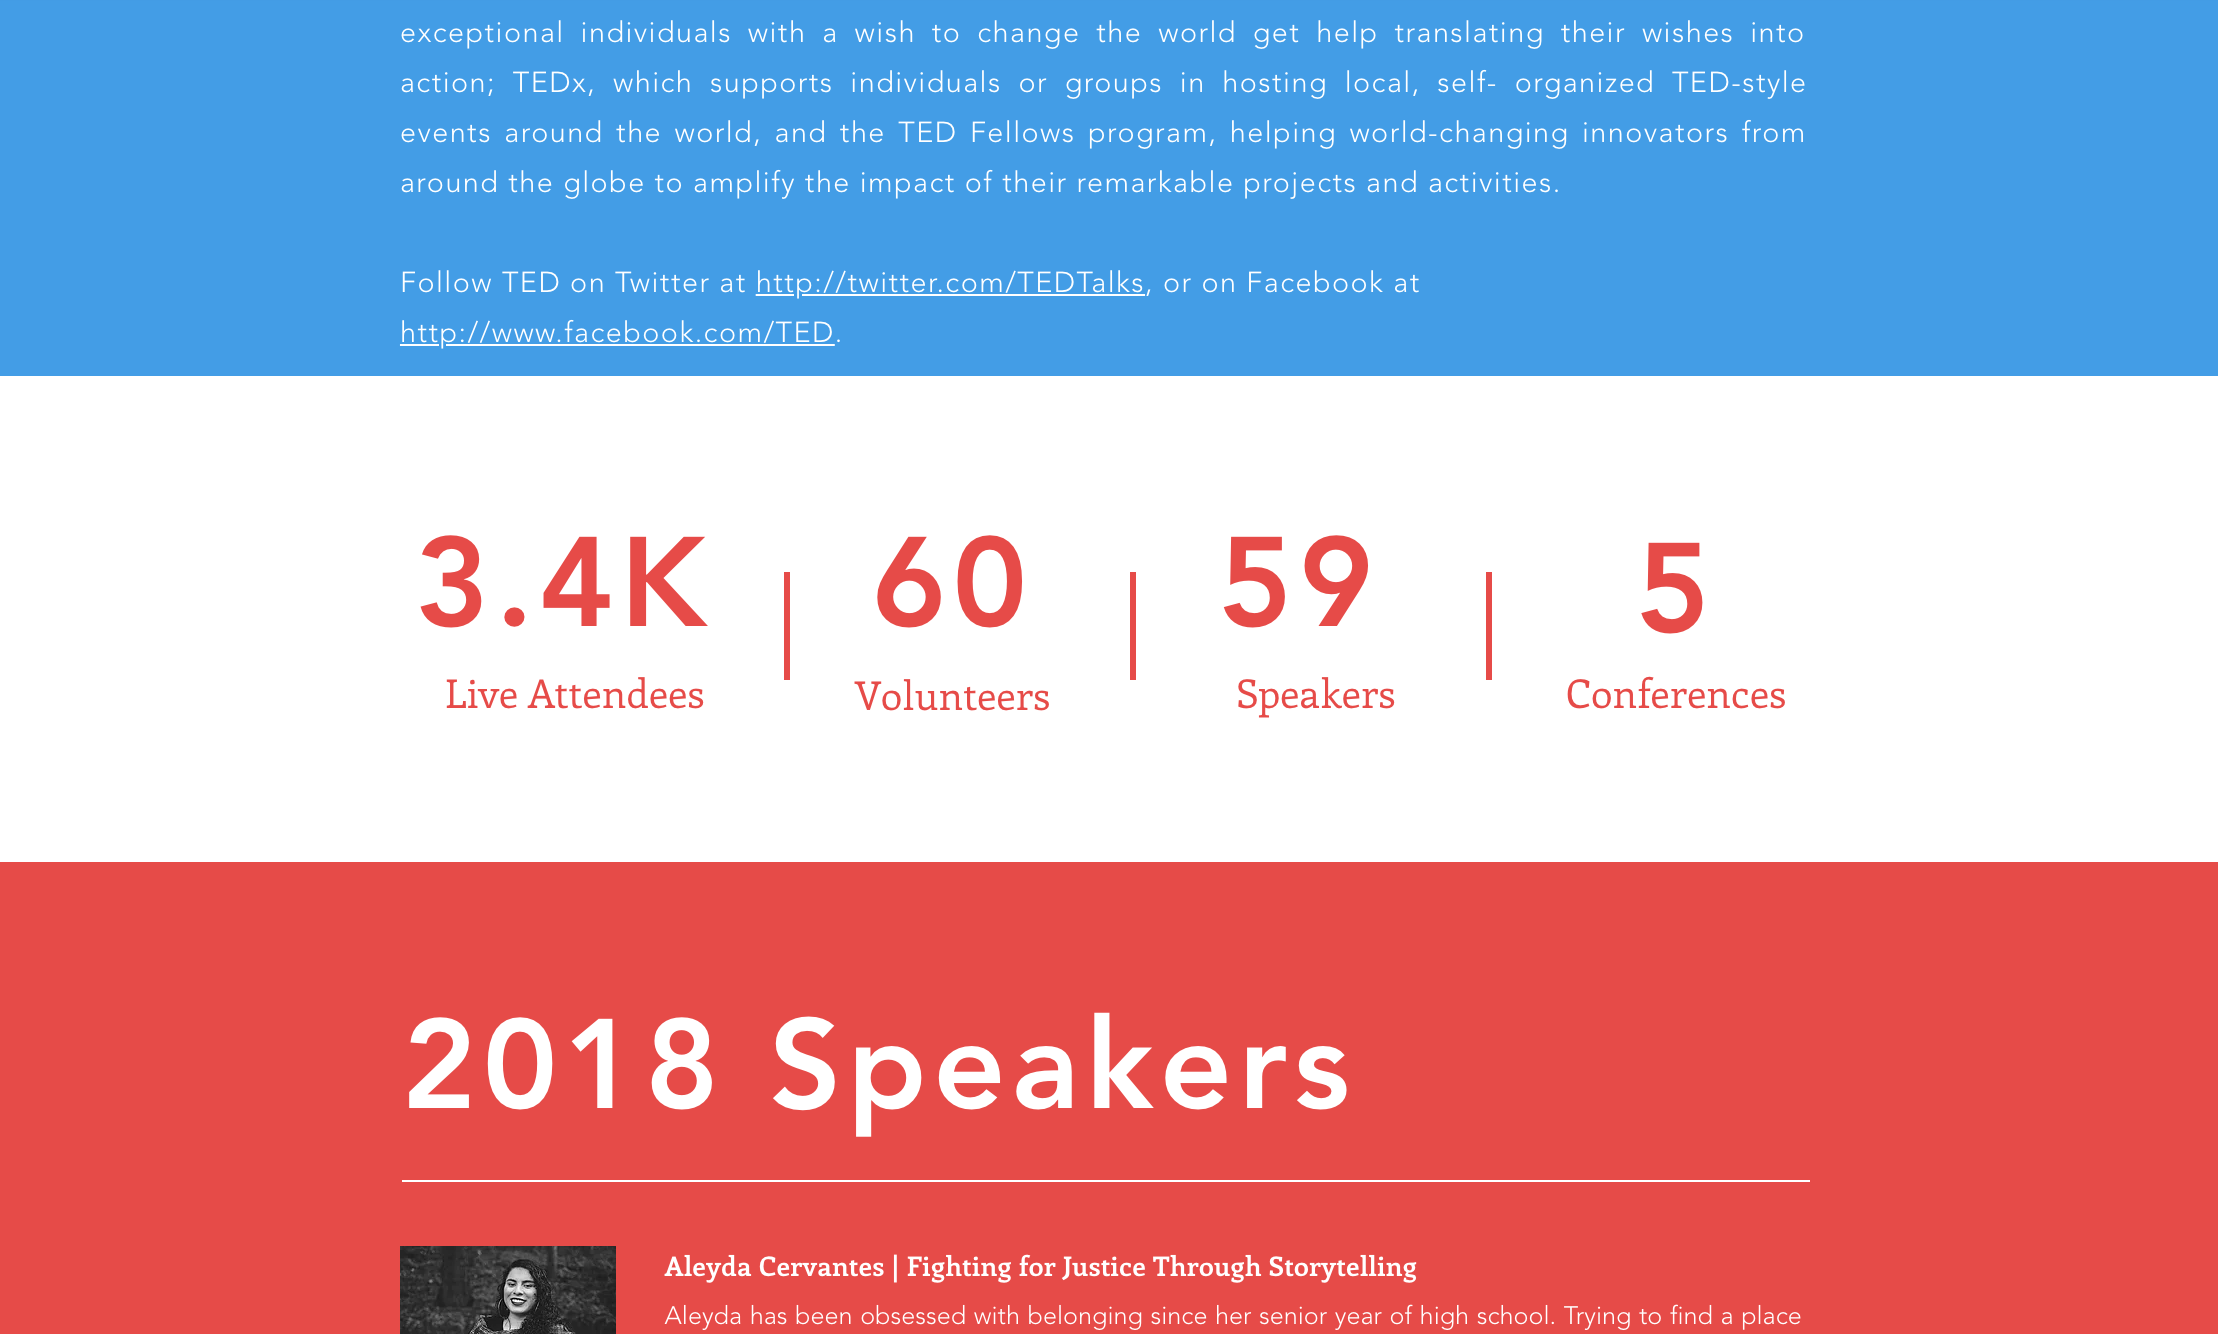 exceptional individuals with a wish to change the world get help translating their wishes into
action; TEDx, which supports individuals or groups in hosting local, self- organized TED-style
events around the world, and the TED Fellows program, helping world-changing innovators from
around the globe to amplify the impact of their remarkable projects and activities.
Follow TED on Twitter at http://twitter.com/TEDTalks, or on Facebook at
http://www.facebook.com/TED.
3.4K 60 59 5
Live Attendees Volunteers Speakers Conferences
2018 Speakers
Aleyda Cervantes | Fighting for Justice Through Storytelling
Aleyda has been obsessed with belonging since her senior year of high school. Trying to find a place